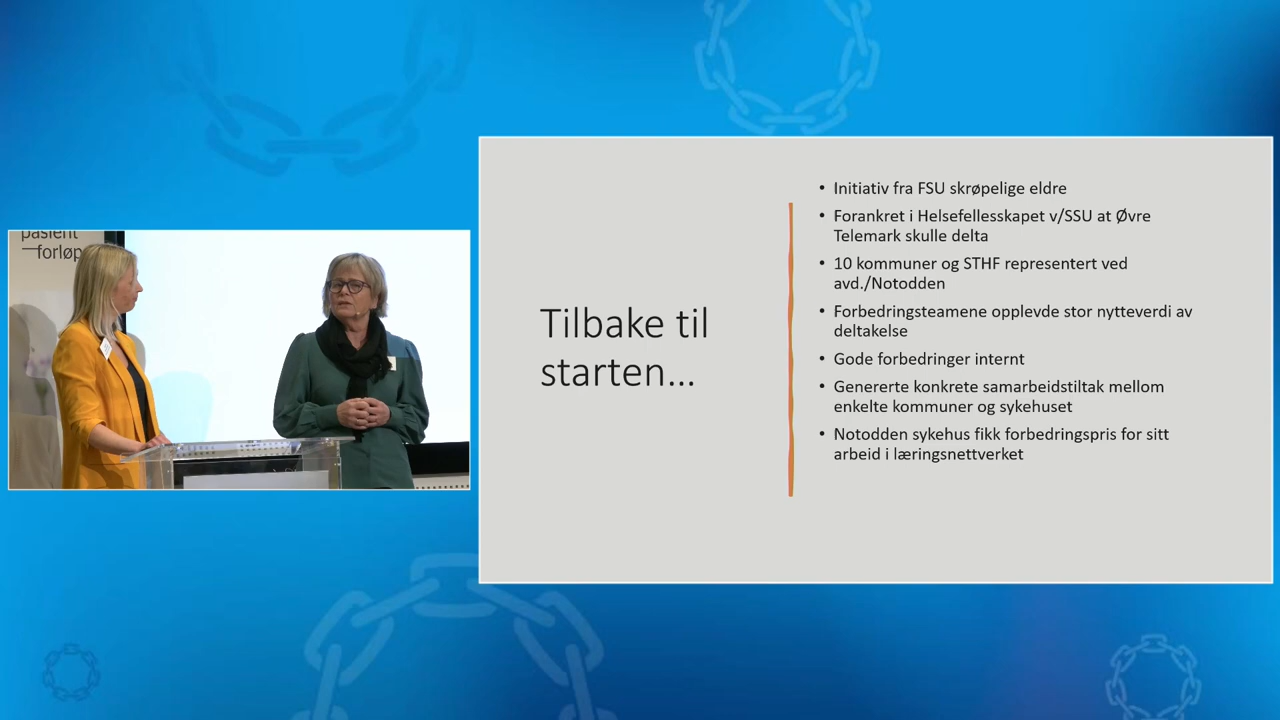 pasient
forløp
Tilbake til
starten...
• Initiativ fra FSU skrøpelige eldre
• Forankret i Helsefellesskapet v/SSU at Øvre
Telemark skulle delta
• 10 kommuner og STHF representert ved
avd./Notodden
• Forbedringsteamene opplevde stor nytteverdi av
deltakelse
• Gode forbedringer internt
• Genererte konkrete samarbeidstiltak mellom
enkelte kommuner og sykehuset
• Notodden sykehus fikk forbedringspris for sitt
arbeid i læringsnettverket